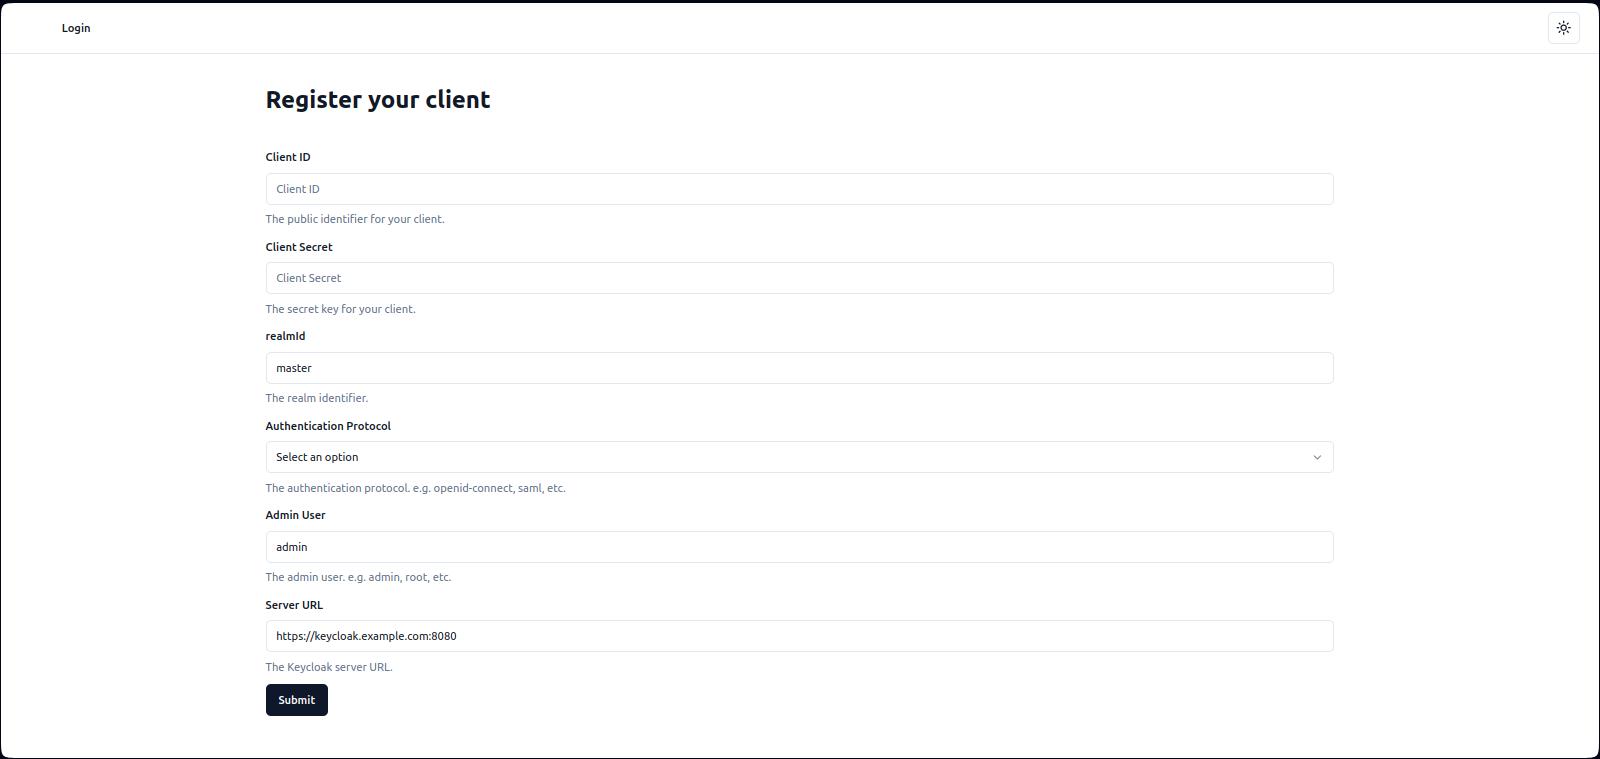 Login
Register your client
Client ID
Client ID
The public identifier for your client.
Client Secret
Client Secret
The secret key for your client.
realmId
master
The realm identifier.
Authentication Protocol
Select an option
The authentication protocol. e.g. openid-connect, saml, etc.
Admin User
admin
The admin user. e.g. admin, root, etc.
Server URL
https://keycloak.example.com:8080
The Keycloak server URL.
Submit